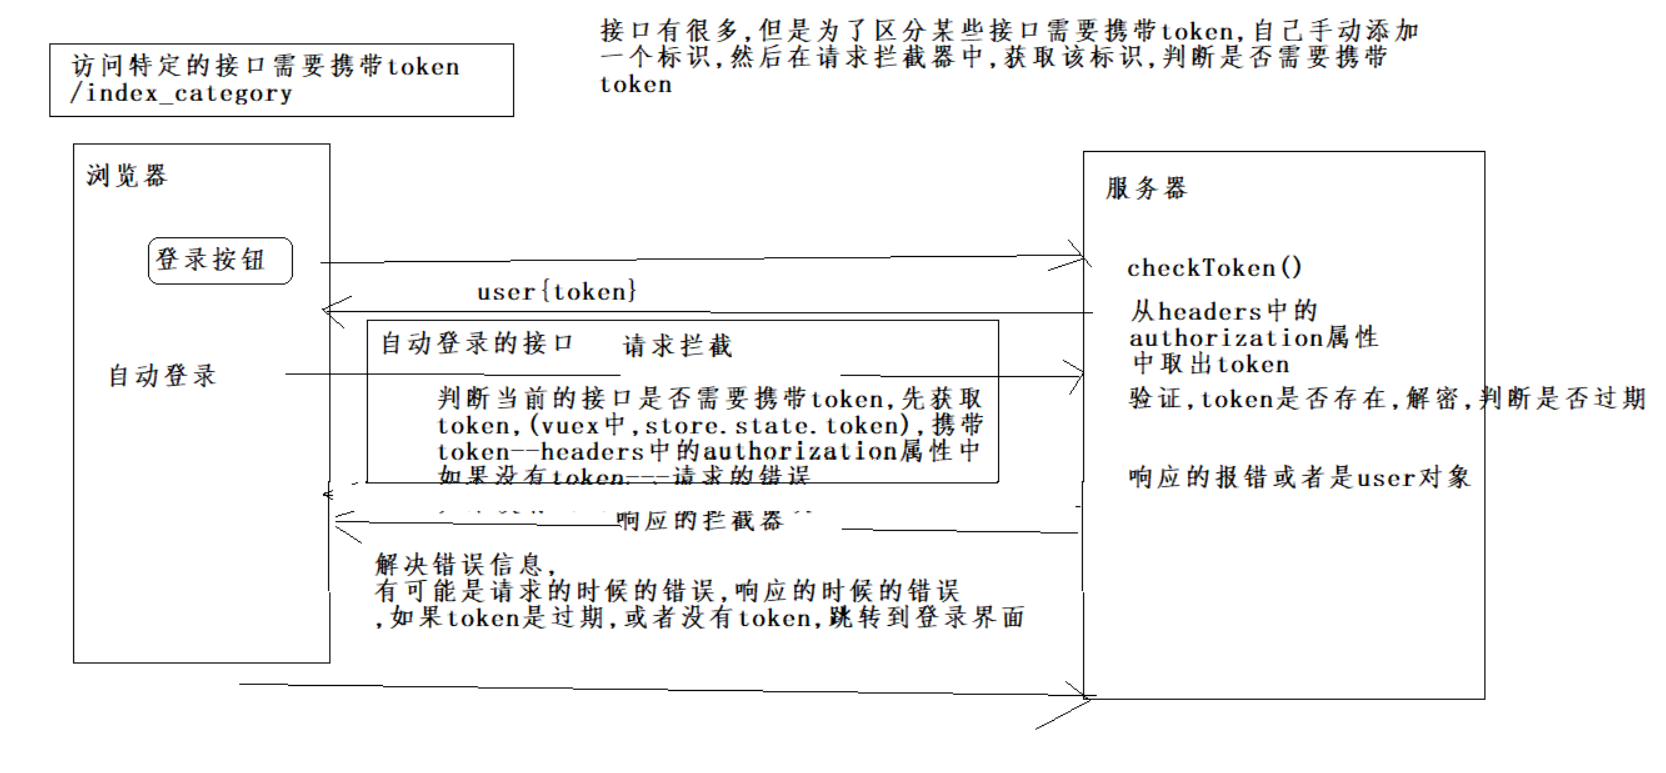 接口有很多,但是为了区分某些接口需要携带token,自己手动添加
一个标识,然后在请求拦截器中,获取该标识,判断是否需要携带
token
访问特定的接口需要携带token
/index_category
浏览器
登录按钮
自动登录
user{token}
自动登录的接口
请求拦截
判断当前的接口是否需要携带token,先获取
token,(vuex中,store.state.token),携带
token--headers中的authorization属性中
如果没有token---请求的错误
响应的拦截器
解决错误信息,
有可能是请求的时候的错误,响应的时候的错误
,如果token是过期,或者没有token,跳转到登录界面
服务器
checkToken()
从headers中的
authorization属性
中取出token
验证,token是否存在,解密,判断是否过期
响应的报错或者是user对象